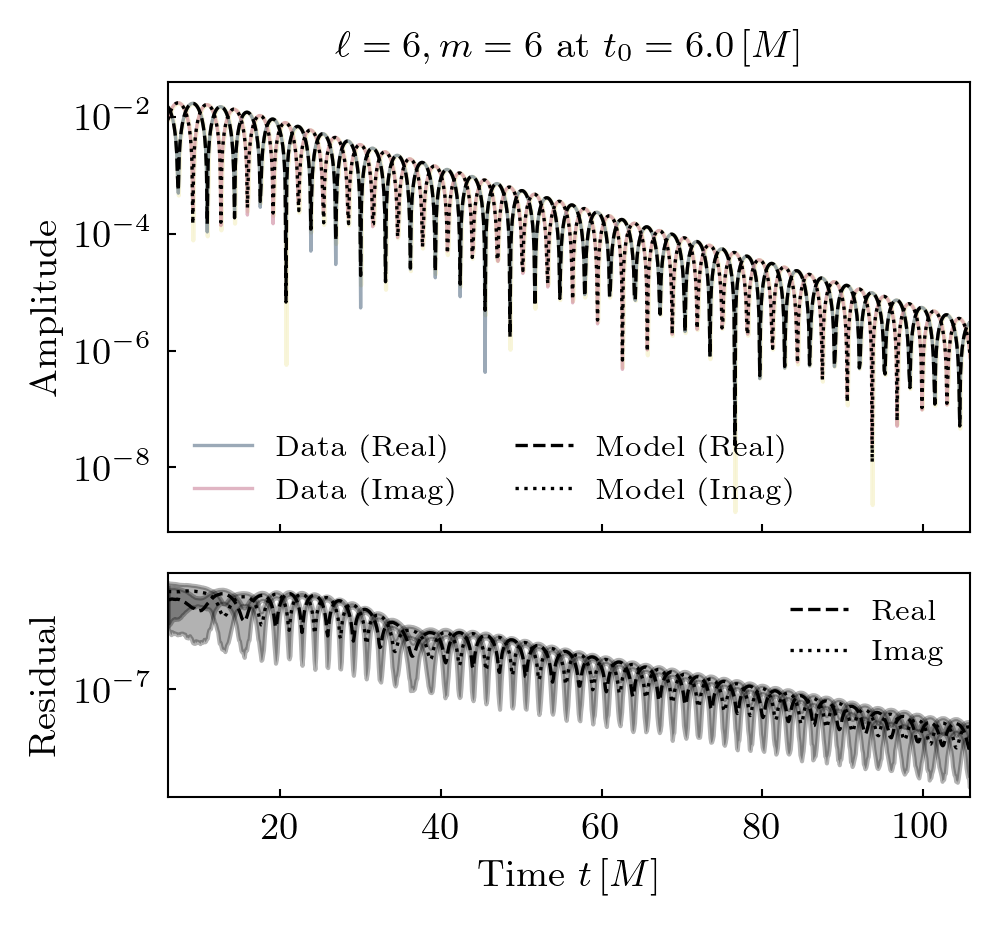 ℓ = 6, m = 6 at t₀ = 6.0 [M]
10⁻²
10⁻⁴
10⁻⁶
10⁻⁸
Amplitude
Data (Real)
Data (Imag)
Model (Real)
Model (Imag)
10⁻⁷
Residual
Real
Imag
20 40 60 80 100
Time t [M]